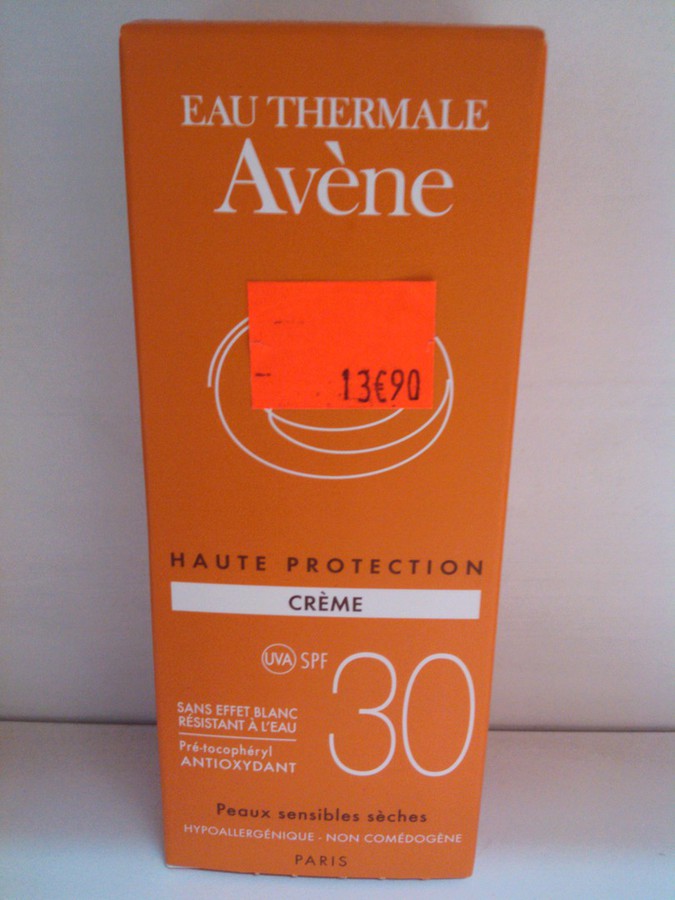 EAU THERMALE
Avène
13€90
HAUTE PROTECTION
CRÈME
UVA SPF 30
SANS EFFET BLANC
RÉSISTANT À L'EAU
Pré-tocophéryl
ANTIOXYDANT
Peaux sensibles sèches
HYPOALLERGÉNIQUE - NON COMÉDOGÈNE
PARIS